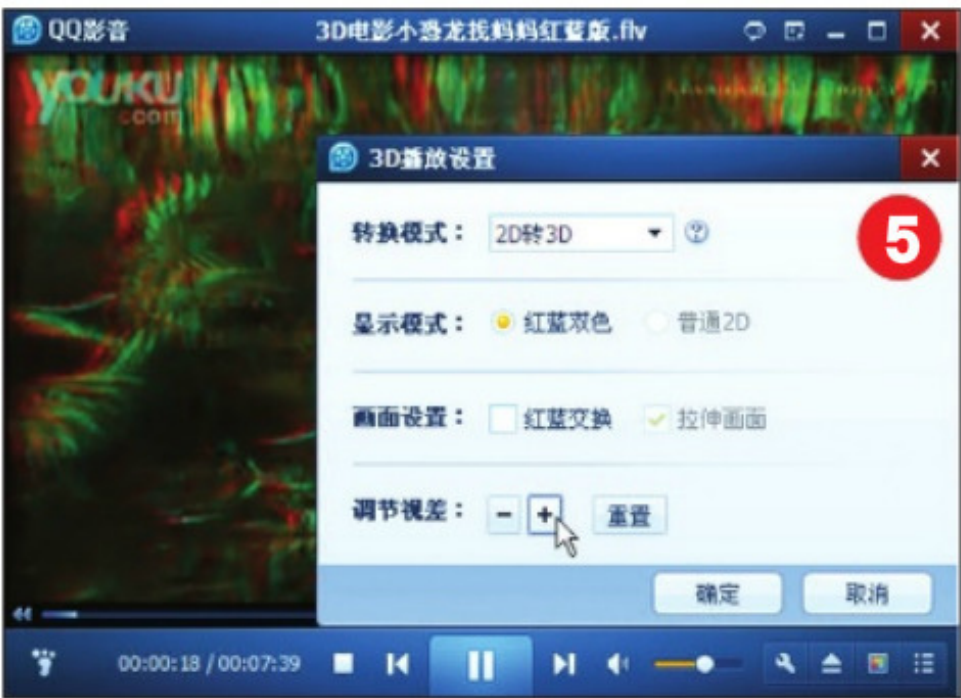 QQ影音 3D电影小恐龙找妈妈红蓝版.flv
YOUKU
.com
3D播放设置
5
转换模式： 2D转3D
显示模式： 红蓝双色 普通2D
画面设置： 红蓝交换 拉伸画面
调节视差： - + 重置
确定 取消
00:00:18 / 00:07:39